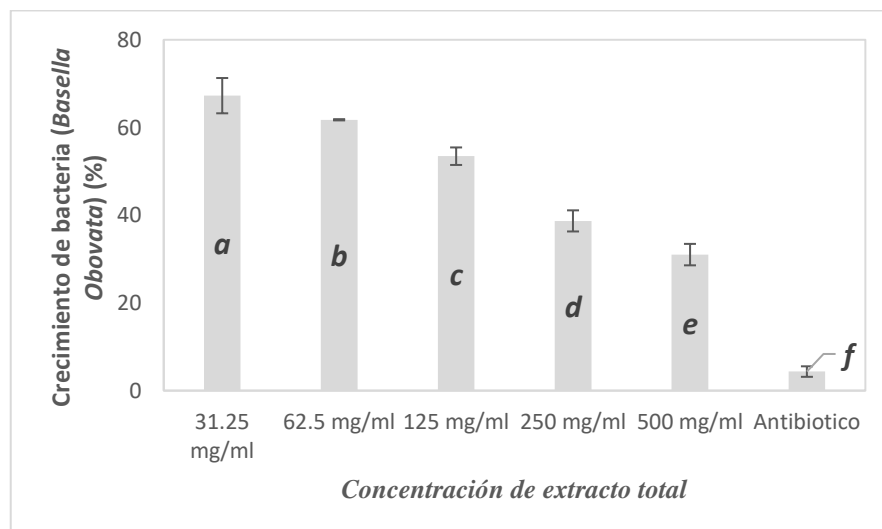 Crecimiento de bacteria (Basella
Obovata) (%)
80
60
40
20
0
a
b
c
d
e
f
31.25
mg/ml
62.5 mg/ml
125 mg/ml
250 mg/ml
500 mg/ml
Antibiotico
Concentración de extracto total